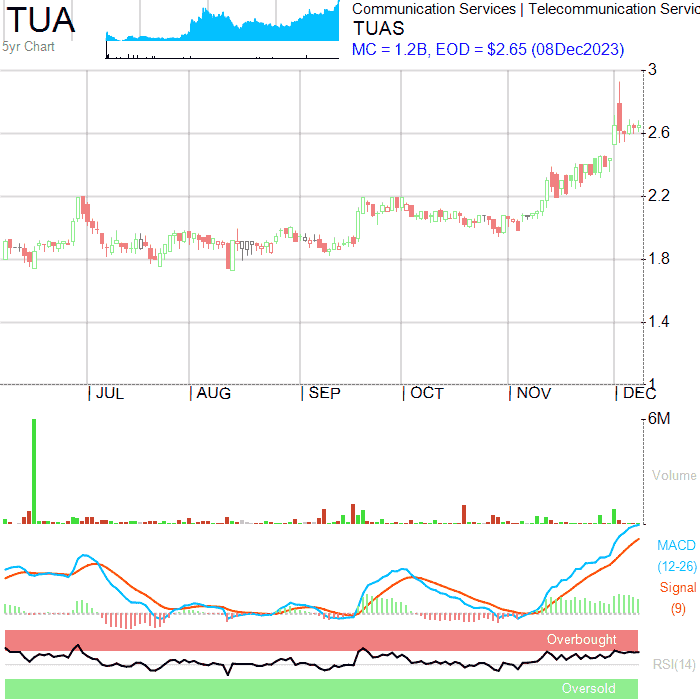 TUA
5yr Chart
Communication Services | Telecommunication Servic
TUAS
MC = 1.2B, EOD = $2.65 (08Dec2023)
3
2.6
2.2
1.8
1.4
1
JUL AUG SEP OCT NOV DEC
6M
Volume
MACD
(12-26)
Signal
(9)
Overbought
RSI(14)
Oversold